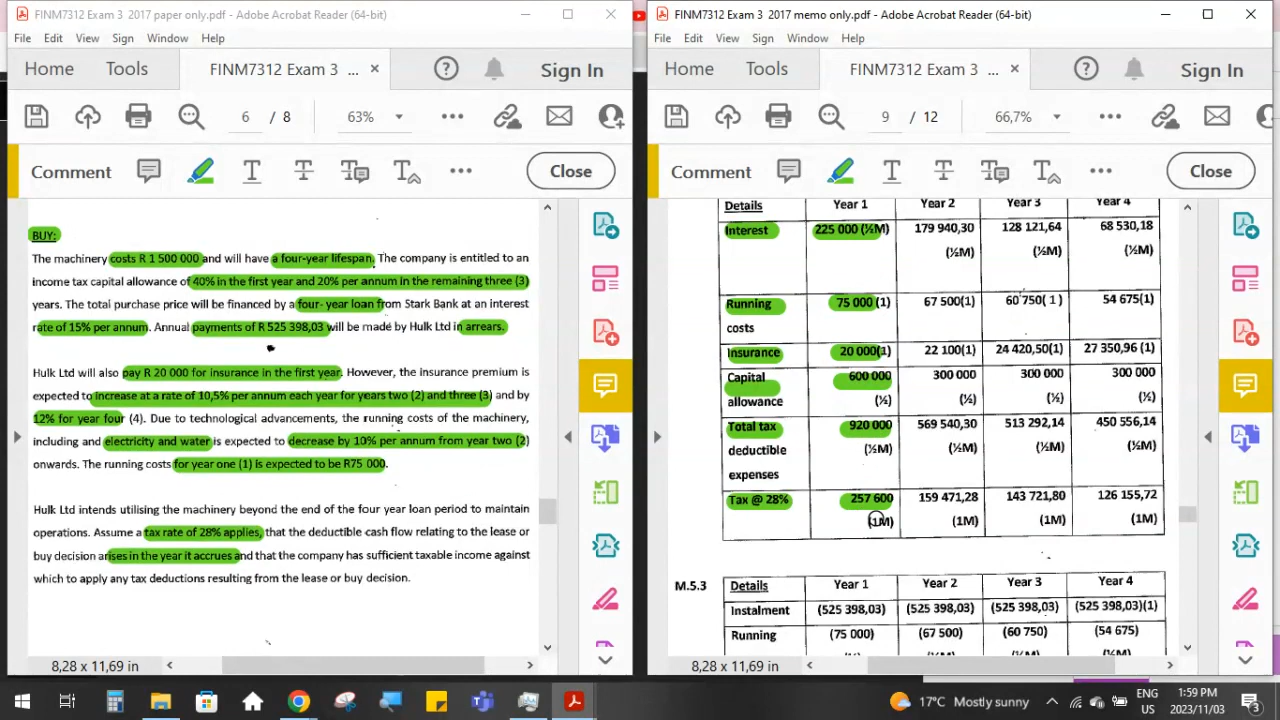 FINM7312 Exam 3 2017 paper only.pdf - Adobe Acrobat Reader (64-bit)
File Edit View Sign Window Help
Home Tools FINM7312 Exam 3 ... Sign In
6 / 8 63%
Comment Close
BUY:
The machinery costs R 1 500 000 and will have a four-year lifespan. The company is entitled to an
income tax capital allowance of 40% in the first year and 20% per annum in the remaining three (3)
years. The total purchase price will be financed by a four- year loan from Stark Bank at an interest
rate of 15% per annum. Annual payments of R 525 398,03 will be made by Hulk Ltd in arrears.
Hulk Ltd will also pay R 20 000 for insurance in the first year. However, the insurance premium is
expected to increase at a rate of 10,5% per annum each year for years two (2) and three (3) and by
12% for year four (4). Due to technological advancements, the running costs of the machinery,
including and electricity and water is expected to decrease by 10% per annum from year two (2)
onwards. The running costs for year one (1) is expected to be R75 000.
Hulk Ltd intends utilising the machinery beyond the end of the four year loan period to maintain
operations. Assume a tax rate of 28% applies, that the deductible cash flow relating to the lease or
buy decision arises in the year it accrues and that the company has sufficient taxable income against
which to apply any tax deductions resulting from the lease or buy decision.
8,28 x 11,69 in
FINM7312 Exam 3 2017 memo only.pdf - Adobe Acrobat Reader (64-bit)
File Edit View Sign Window Help
Home Tools FINM7312 Exam 3 ... Sign In
9 / 12 66,7%
Comment Close
Details Year 1 Year 2 Year 3 Year 4
Interest 225 000 (½M) 179 940,30 128 121,64 68 530,18
(½M) (½M) (½M)
Running 75 000 (1) 67 500(1) 60 750( 1 ) 54 675(1)
costs
Insurance 20 000(1) 22 100(1) 24 420,50(1) 27 350,96 (1)
Capital 600 000 300 000 300 000 300 000
allowance (½) (½) (½) (½)
Total tax 920 000 569 540,30 513 292,14 450 556,14
deductible (½M) (½M) (½M) (½M)
expenses
Tax @ 28% 257 600 159 471,28 143 721,80 126 155,72
(1M) (1M) (1M) (1M)
M.5.3 Details Year 1 Year 2 Year 3 Year 4
Instalment (525 398,03) (525 398,03) (525 398,03) (525 398,03)(1)
Running (75 000) (67 500) (60 750) (54 675)
8,28 x 11,69 in
17°C Mostly sunny
ENG
US
1:59 PM
2023/11/03
3